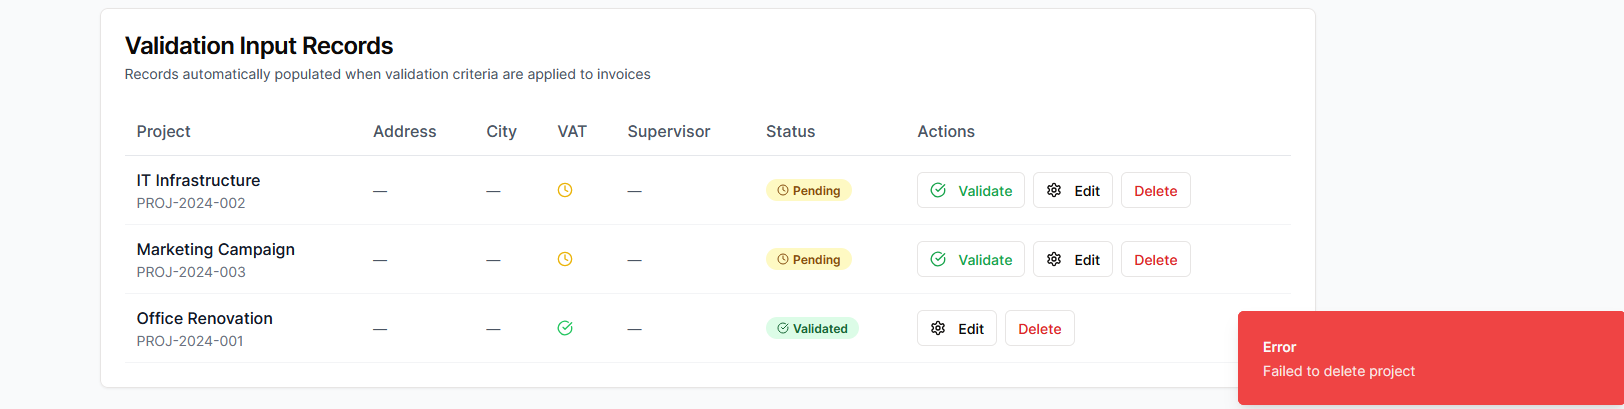 Validation Input Records
Records automatically populated when validation criteria are applied to invoices
Project Address City VAT Supervisor Status Actions
IT Infrastructure
— — — Pending Validate Edit Delete
PROJ-2024-002
Marketing Campaign
— — — Pending Validate Edit Delete
PROJ-2024-003
Office Renovation
— — — Validated Edit Delete
PROJ-2024-001
Error
Failed to delete project